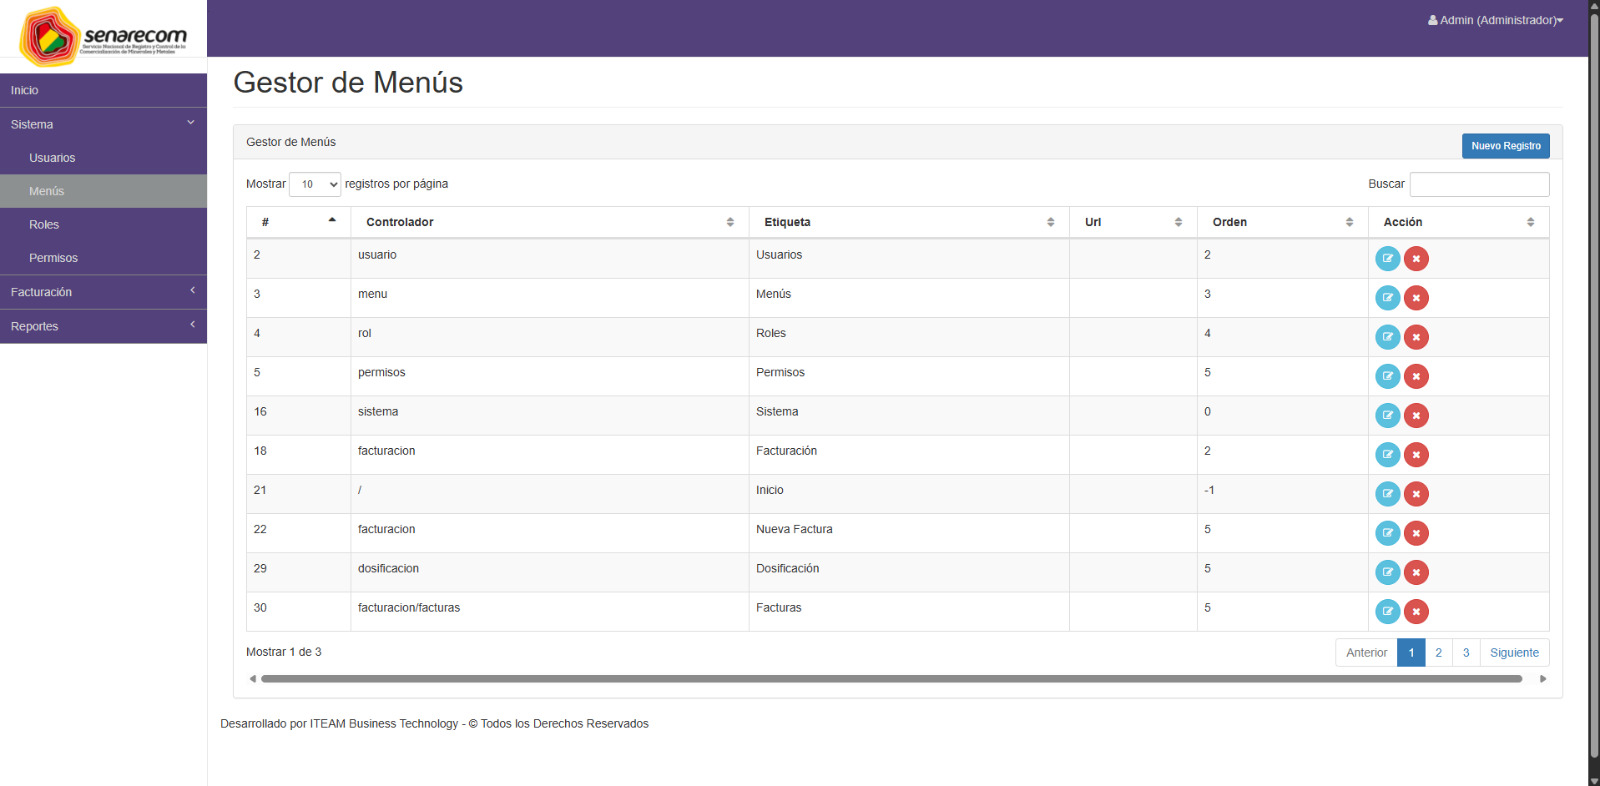 senarecom
Servicio Nacional de Registro y Control de la
Comercialización de Minerales y Metales
Admin (Administrador)
Inicio
Sistema
Usuarios
Menús
Roles
Permisos
Facturación
Reportes
Gestor de Menús
Gestor de Menús
Nuevo Registro
Mostrar 10 registros por página
Buscar
# Controlador Etiqueta Url Orden Acción
2 usuario Usuarios 2
3 menu Menús 3
4 rol Roles 4
5 permisos Permisos 5
16 sistema Sistema 0
18 facturacion Facturación 2
21 / Inicio -1
22 facturacion Nueva Factura 5
29 dosificacion Dosificación 5
30 facturacion/facturas Facturas 5
Mostrar 1 de 3
Anterior 1 2 3 Siguiente
Desarrollado por ITEAM Business Technology - © Todos los Derechos Reservados